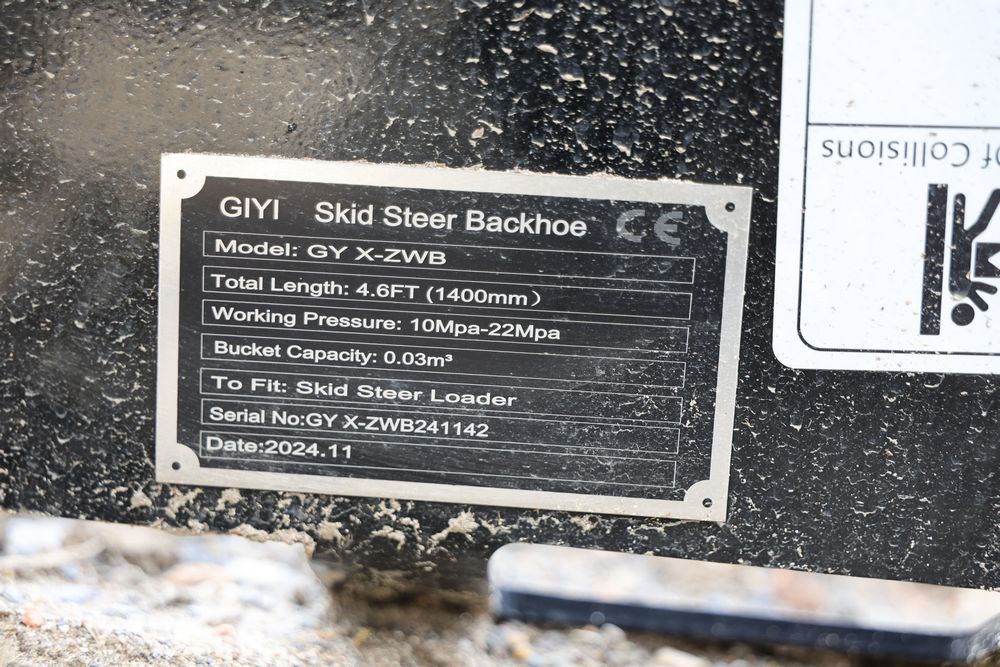 GIYI Skid Steer Backhoe CE
Model: GY X-ZWB
Total Length: 4.6FT (1400mm）
Working Pressure: 10Mpa-22Mpa
Bucket Capacity: 0.03m³
To Fit: Skid Steer Loader
Serial No:GY X-ZWB241142
Date:2024.11
of Collisions